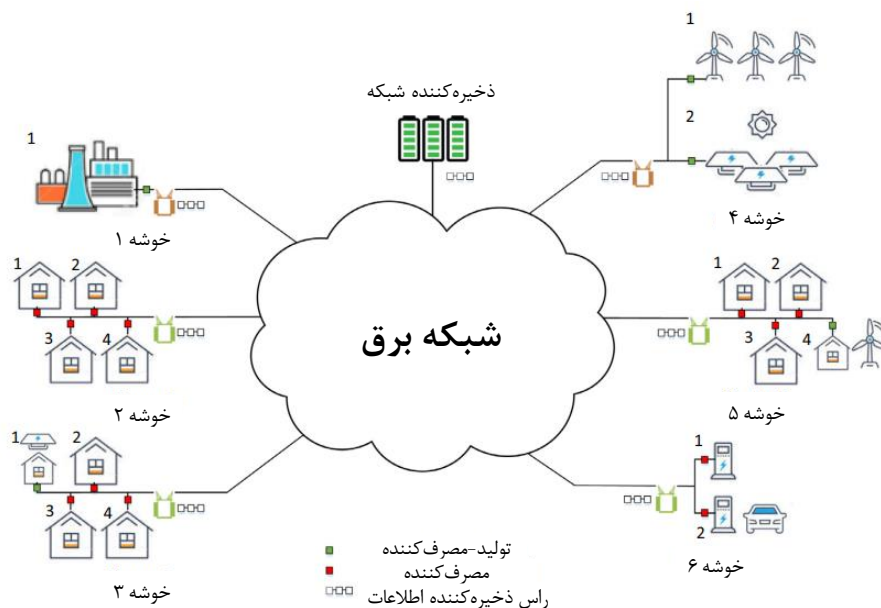 ذخیره‌کننده شبکه
1
خوشه ۱
1
2
3
4
خوشه ۲
1
2
3
4
خوشه ۳
شبکه برق
1
2
خوشه ۴
1
2
3
4
خوشه ۵
1
2
خوشه ۶
تولید-مصرف‌کننده
مصرف‌کننده
راس ذخیره‌کننده اطلاعات